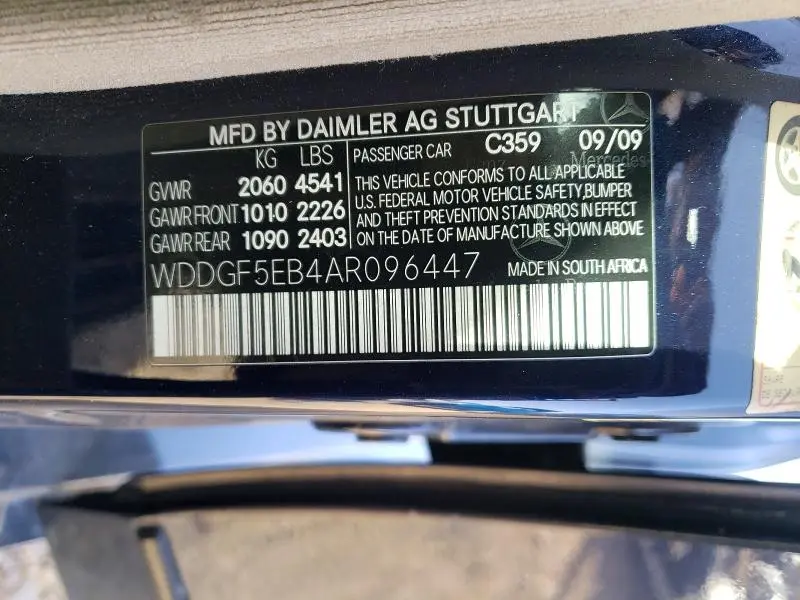 MFD BY DAIMLER AG STUTTGART
KG LBS
GVWR 2060 4541
GAWR FRONT 1010 2226
GAWR REAR 1090 2403
PASSENGER CAR C359 09/09
Mercedes-
THIS VEHICLE CONFORMS TO ALL APPLICABLE
U.S. FEDERAL MOTOR VEHICLE SAFETY,BUMPER
AND THEFT PREVENTION STANDARDS IN EFFECT
ON THE DATE OF MANUFACTURE SHOWN ABOVE
WDDGF5EB4AR096447 MADE IN SOUTH AFRICA